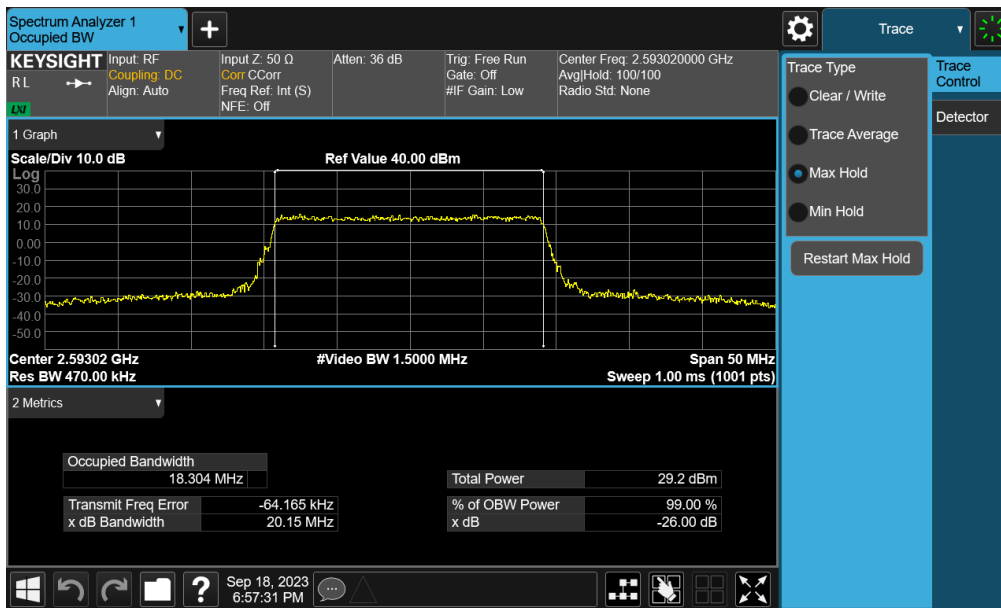 Spectrum Analyzer 1
Occupied BW
Trace
KEYSIGHT
R L
LXI
Input: RF
Coupling: DC
Align: Auto
Input Z: 50 Ω
Corr CCorr
Freq Ref: Int (S)
NFE: Off
Atten: 36 dB
Trig: Free Run
Gate: Off
#IF Gain: Low
Center Freq: 2.593020000 GHz
Avg|Hold: 100/100
Radio Std: None
Trace Type
Clear / Write
Trace Average
Max Hold
Min Hold
Restart Max Hold
Trace
Control
Detector
1 Graph
Scale/Div 10.0 dB
Ref Value 40.00 dBm
Log
30.0
20.0
10.0
0.00
-10.0
-20.0
-30.0
-40.0
-50.0
Center 2.59302 GHz
#Video BW 1.5000 MHz
Span 50 MHz
Res BW 470.00 kHz
Sweep 1.00 ms (1001 pts)
2 Metrics
Occupied Bandwidth
18.304 MHz
Total Power 29.2 dBm
Transmit Freq Error -64.165 kHz
% of OBW Power 99.00 %
x dB Bandwidth 20.15 MHz
x dB -26.00 dB
?
Sep 18, 2023
6:57:31 PM